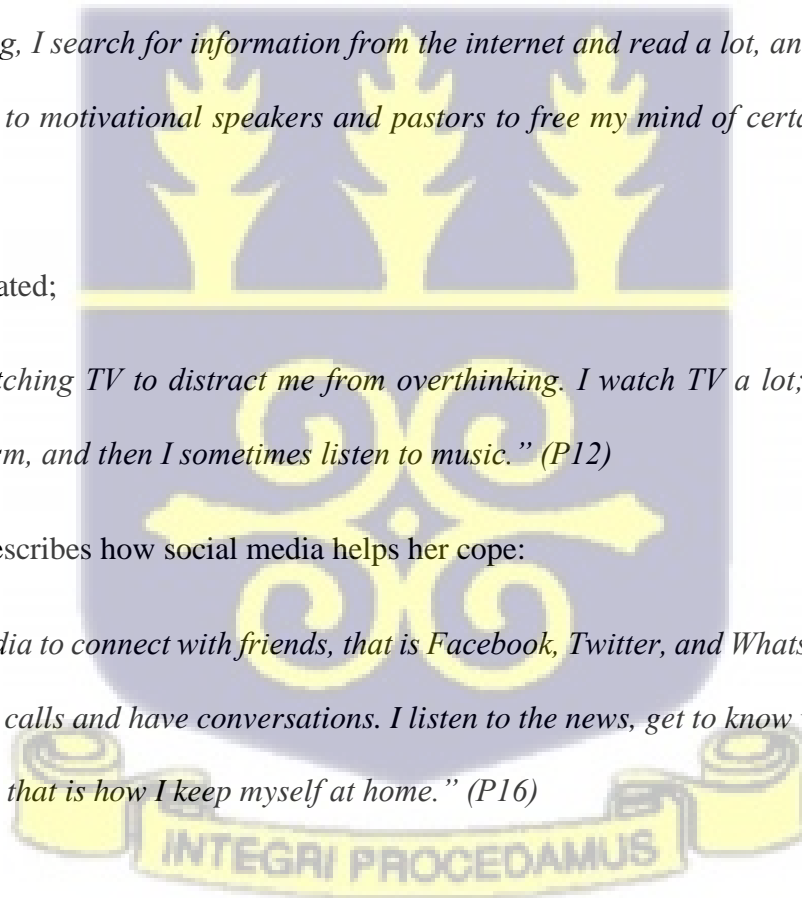 g, I search for information from the internet and read a lot, an
to motivational speakers and pastors to free my mind of certa
ated;
tching TV to distract me from overthinking. I watch TV a lot;
sm, and then I sometimes listen to music.” (P12)
escribes how social media helps her cope:
dia to connect with friends, that is Facebook, Twitter, and Whats
calls and have conversations. I listen to the news, get to know
that is how I keep myself at home.” (P16)
INTEGRI PROCEDAMUS